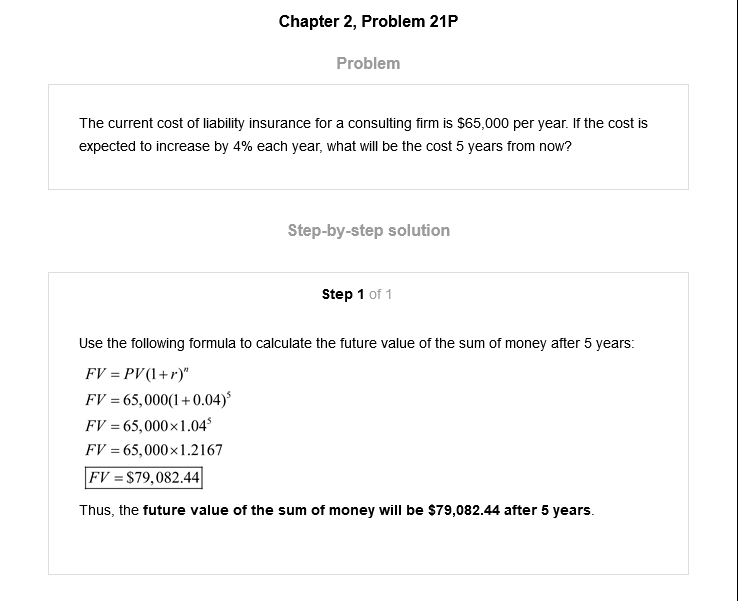 Chapter 2, Problem 21P
Problem
The current cost of liability insurance for a consulting firm is $65,000 per year. If the cost is
expected to increase by 4% each year, what will be the cost 5 years from now?
Step-by-step solution
Step 1 of 1
Use the following formula to calculate the future value of the sum of money after 5 years:
FV = PV(1+r)ⁿ
FV = 65,000(1+0.04)⁵
FV = 65,000×1.04⁵
FV = 65,000×1.2167
FV = $79,082.44
Thus, the future value of the sum of money will be $79,082.44 after 5 years.